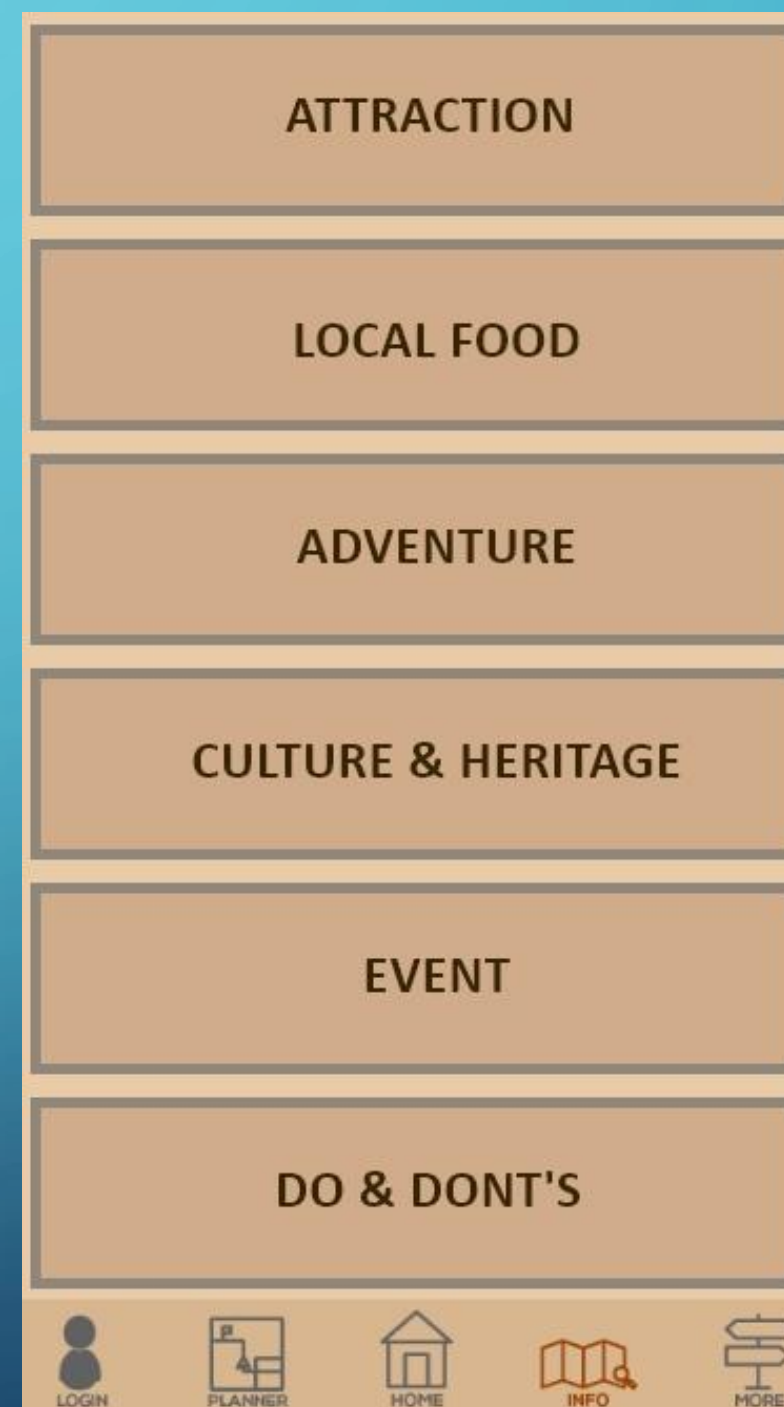 ATTRACTION
LOCAL FOOD
ADVENTURE
CULTURE & HERITAGE
EVENT
DO & DONT'S
P
LOGIN PLANNER HOME INFO MORE